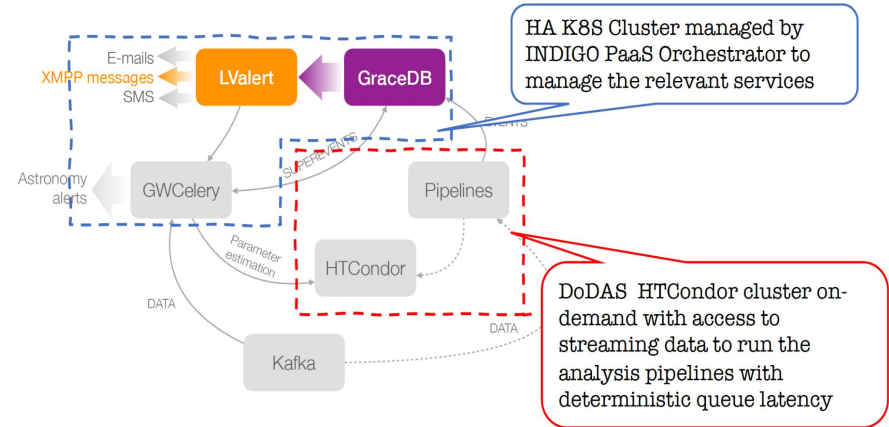 HA K8S Cluster managed by
INDIGO PaaS Orchestrator to
manage the relevant services
E-mails
XMPP messages
SMS
LValert
GraceDB
EVENTS
SUPEREVENTS
Astronomy
alerts
GWCelery
Pipelines
Parameter
estimation
HTCondor
DATA
DATA
Kafka
DoDAS HTCondor cluster on-
demand with access to
streaming data to run the
analysis pipelines with
deterministic queue latency